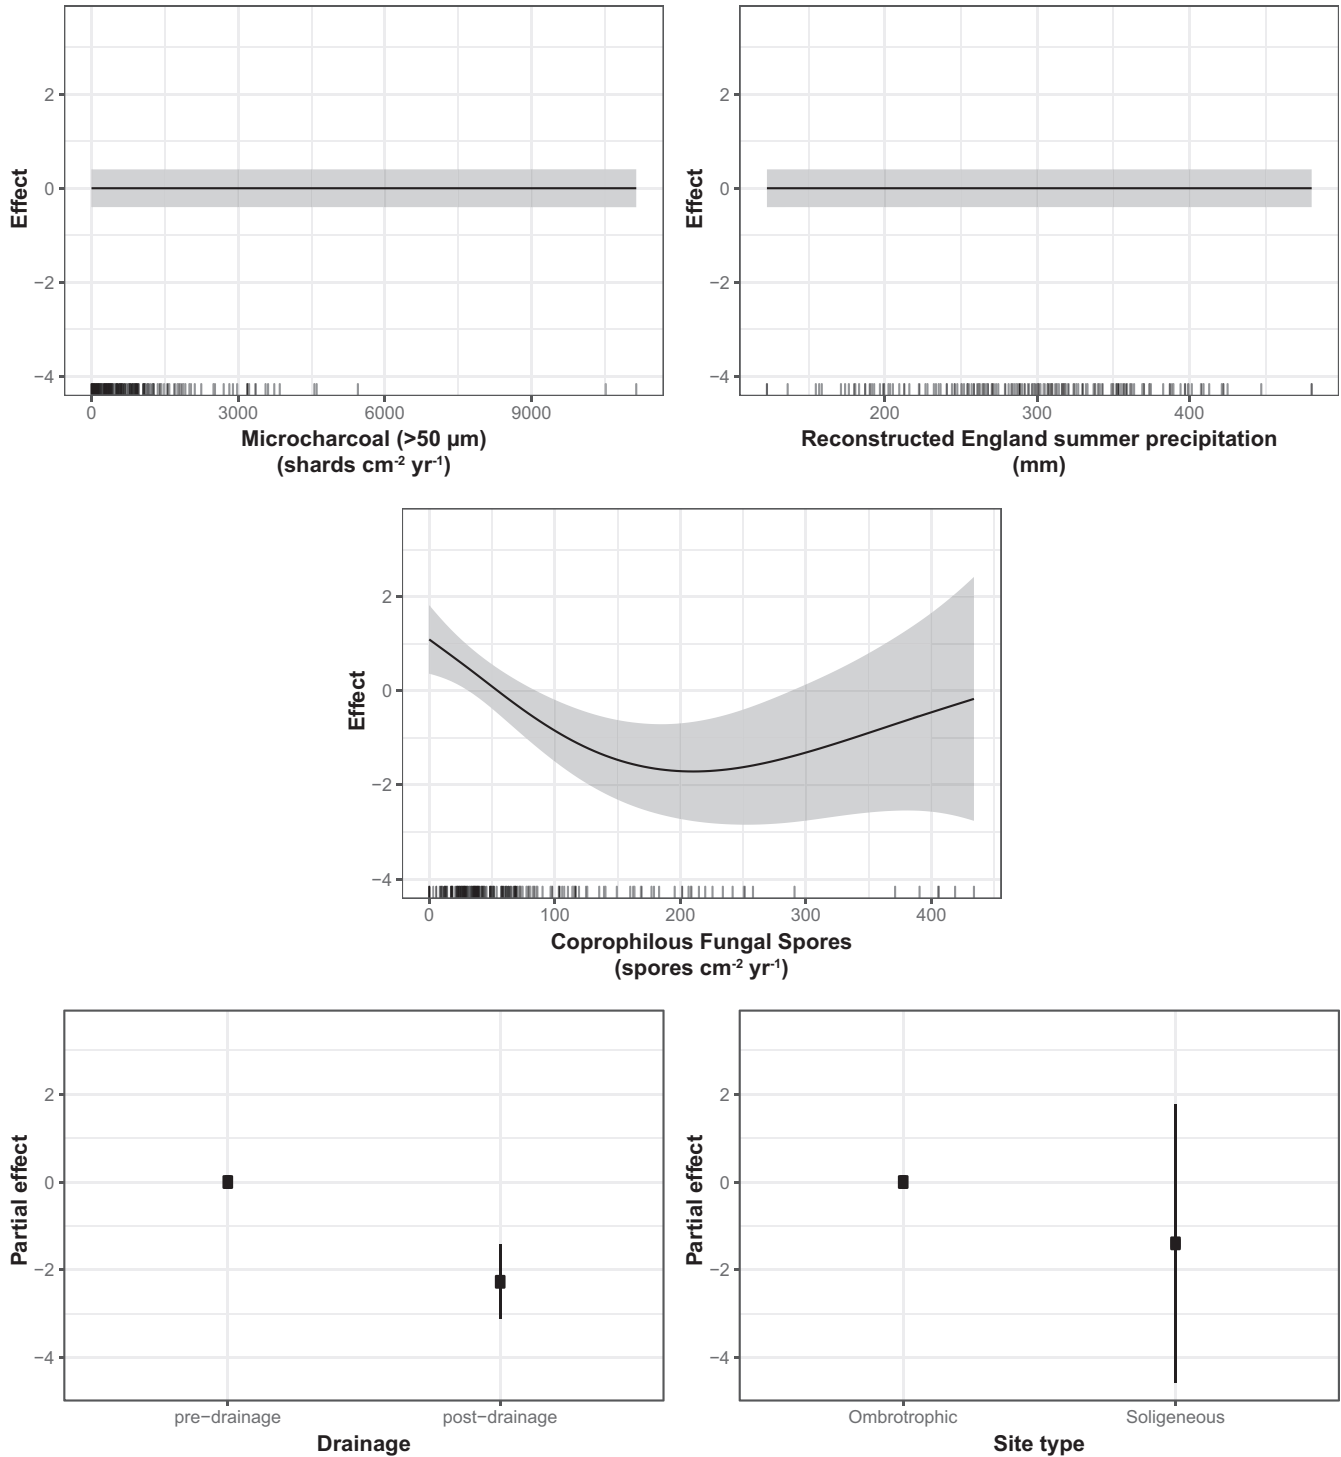 Effect
2
0
−2
−4
0 3000 6000 9000
Microcharcoal (>50 µm)
(shards cm-2 yr-1)
Effect
2
0
−2
−4
200 300 400
Reconstructed England summer precipitation
(mm)
Effect
2
0
−2
−4
0 100 200 300 400
Coprophilous Fungal Spores
(spores cm-2 yr-1)
Partial effect
2
0
−2
−4
pre−drainage post−drainage
Drainage
Partial effect
2
0
−2
−4
Ombrotrophic Soligeneous
Site type